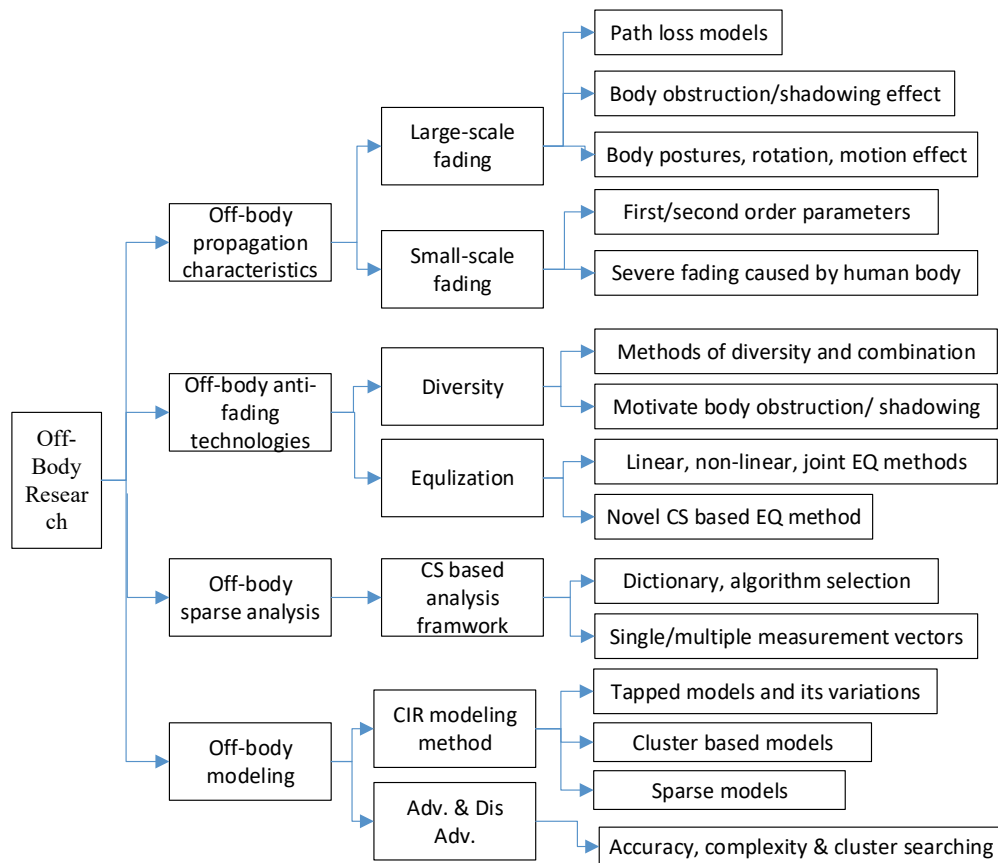 Off-
Body
Resear
ch
Off-body
propagation
characteristics
Large-scale
fading
Path loss models
Body obstruction/shadowing effect
Body postures, rotation, motion effect
Small-scale
fading
First/second order parameters
Severe fading caused by human body
Off-body anti-
fading
technologies
Diversity
Methods of diversity and combination
Motivate body obstruction/ shadowing
Equlization
Linear, non-linear, joint EQ methods
Novel CS based EQ method
Off-body
sparse analysis
CS based
analysis
framwork
Dictionary, algorithm selection
Single/multiple measurement vectors
Off-body
modeling
CIR modeling
method
Tapped models and its variations
Cluster based models
Sparse models
Adv. & Dis
Adv.
Accuracy, complexity & cluster searching